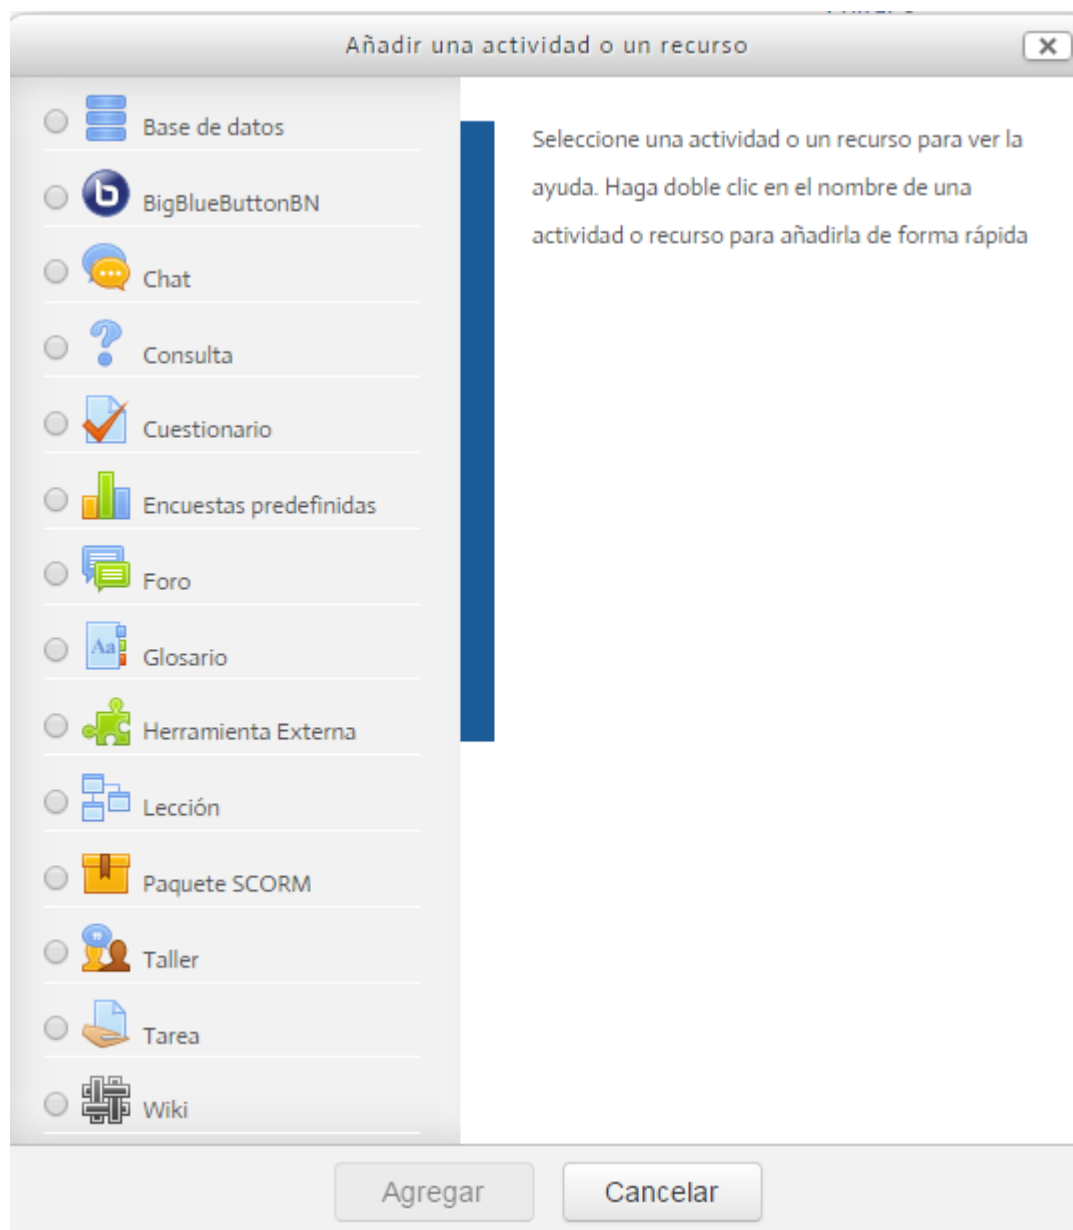 Añadir una actividad o un recurso
Base de datos
BigBlueButtonBN
Chat
Consulta
Cuestionario
Encuestas predefinidas
Foro
Aa
Glosario
Herramienta Externa
Lección
Paquete SCORM
Taller
Tarea
Wiki
Seleccione una actividad o un recurso para ver la
ayuda. Haga doble clic en el nombre de una
actividad o recurso para añadirla de forma rápida
Agregar
Cancelar